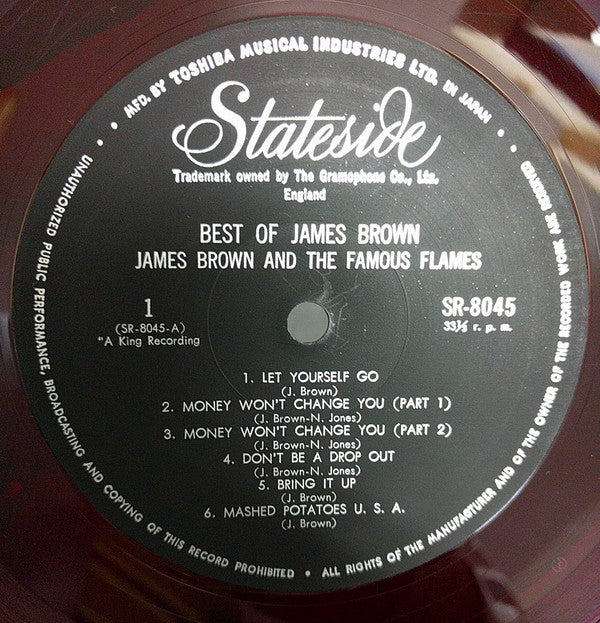 • MFD. BY TOSHIBA MUSICAL INDUSTRIES LTD. IN JAPAN •
Stateside
Trademark owned by The Gramophone Co., Ltd.
England
BEST OF JAMES BROWN
JAMES BROWN AND THE FAMOUS FLAMES
1
(SR-8045-A)
"A King Recording
SR-8045
33⅓ r. p. m.
1. LET YOURSELF GO
(J. Brown)
2. MONEY WON'T CHANGE YOU (PART 1)
(J. Brown-N. Jones)
3. MONEY WON'T CHANGE YOU (PART 2)
(J. Brown-N. Jones)
4. DON'T BE A DROP OUT
(J. Brown-N. Jones)
5. BRING IT UP
(J. Brown)
6. MASHED POTATOES U. S. A.
(J. Brown)
• ALL RIGHTS OF THE MANUFACTURER AND OF THE OWNER OF THE RECORDED WORK ARE RESERVED •
UNAUTHORIZED PUBLIC PERFORMANCE, BROADCASTING AND COPYING OF THIS RECORD PROHIBITED